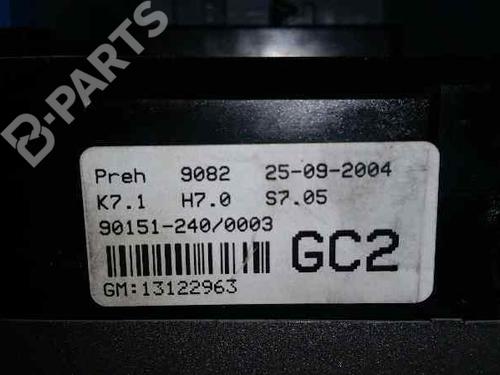 B-PARTS
Preh 9082 25-09-2004
K7.1 H7.0 S7.05
90151-240/0003
GC2
GM:13122963